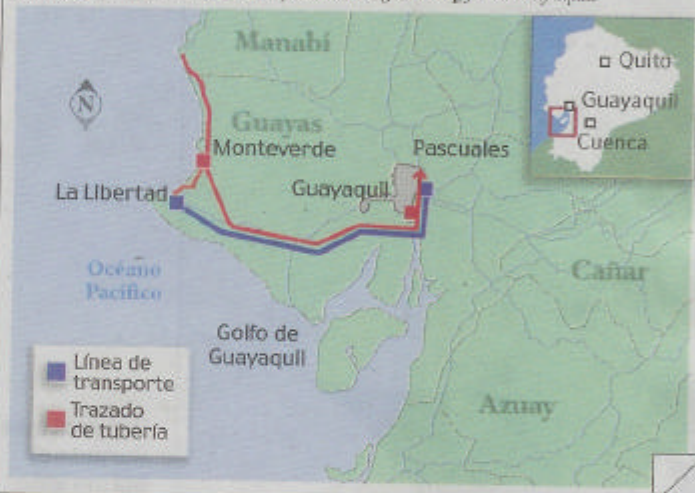 Manabí
Quito
Guayaquil
Cuenca
N
Guayas
Monteverde
Pascuales
La Libertad
Guayaquil
Océano
Pacífico
Cañar
Golfo de
Guayaquil
Línea de
transporte
Trazado
de tubería
Azuay